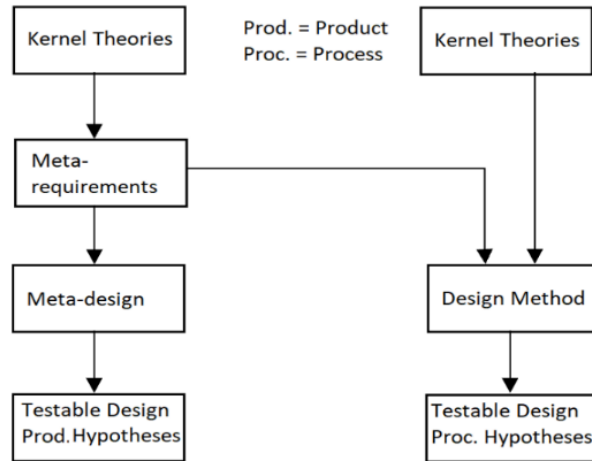 Kernel Theories
Prod. = Product
Proc. = Process
Kernel Theories
Meta-
requirements
Meta-design
Design Method
Testable Design
Prod. Hypotheses
Testable Design
Proc. Hypotheses